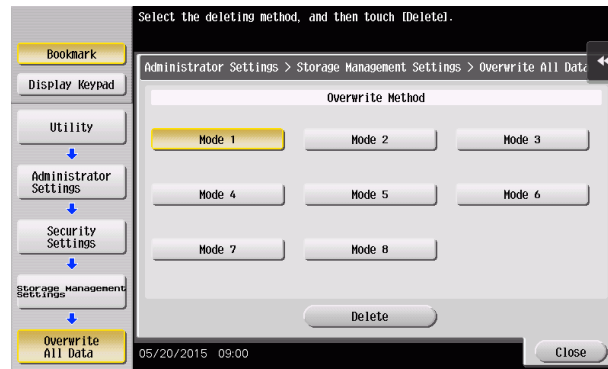 Select the deleting method, and then touch [Delete].
Bookmark
Display Keypad
Utility
Administrator
Settings
Security
Settings
Storage Management
Settings
Overwrite
All Data
Administrator Settings > Storage Management Settings > Overwrite All Data
Overwrite Method
Mode 1
Mode 2
Mode 3
Mode 4
Mode 5
Mode 6
Mode 7
Mode 8
Delete
05/20/2015 09:00
Close